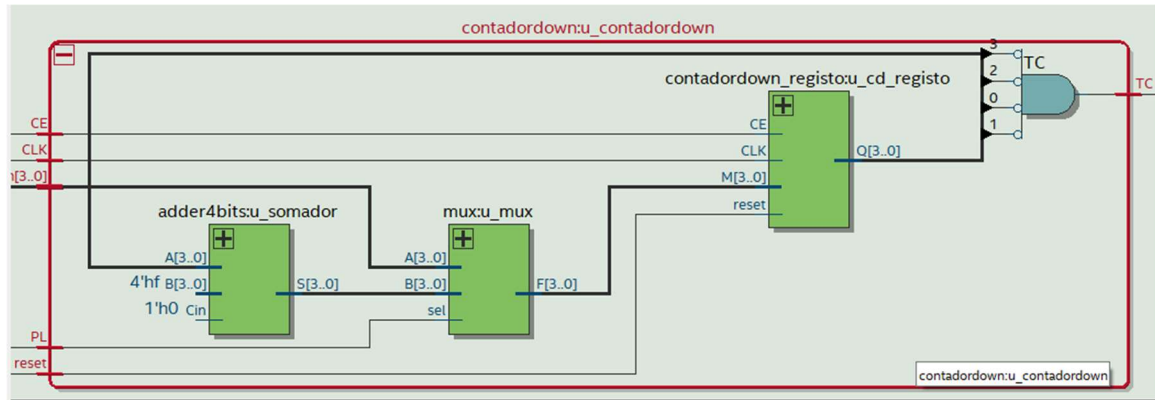 contadordown:u_contadordown
3
TC
2
0
1
TC
contadordown_registo:u_cd_registo
CE
CLK
M[3..0]
reset
Q[3..0]
CE
CLK
[3..0]
adder4bits:u_somador
A[3..0]
4'hf B[3..0]
1'h0 Cin
S[3..0]
mux:u_mux
A[3..0]
B[3..0]
sel
F[3..0]
PL
reset
contadordown:u_contadordown